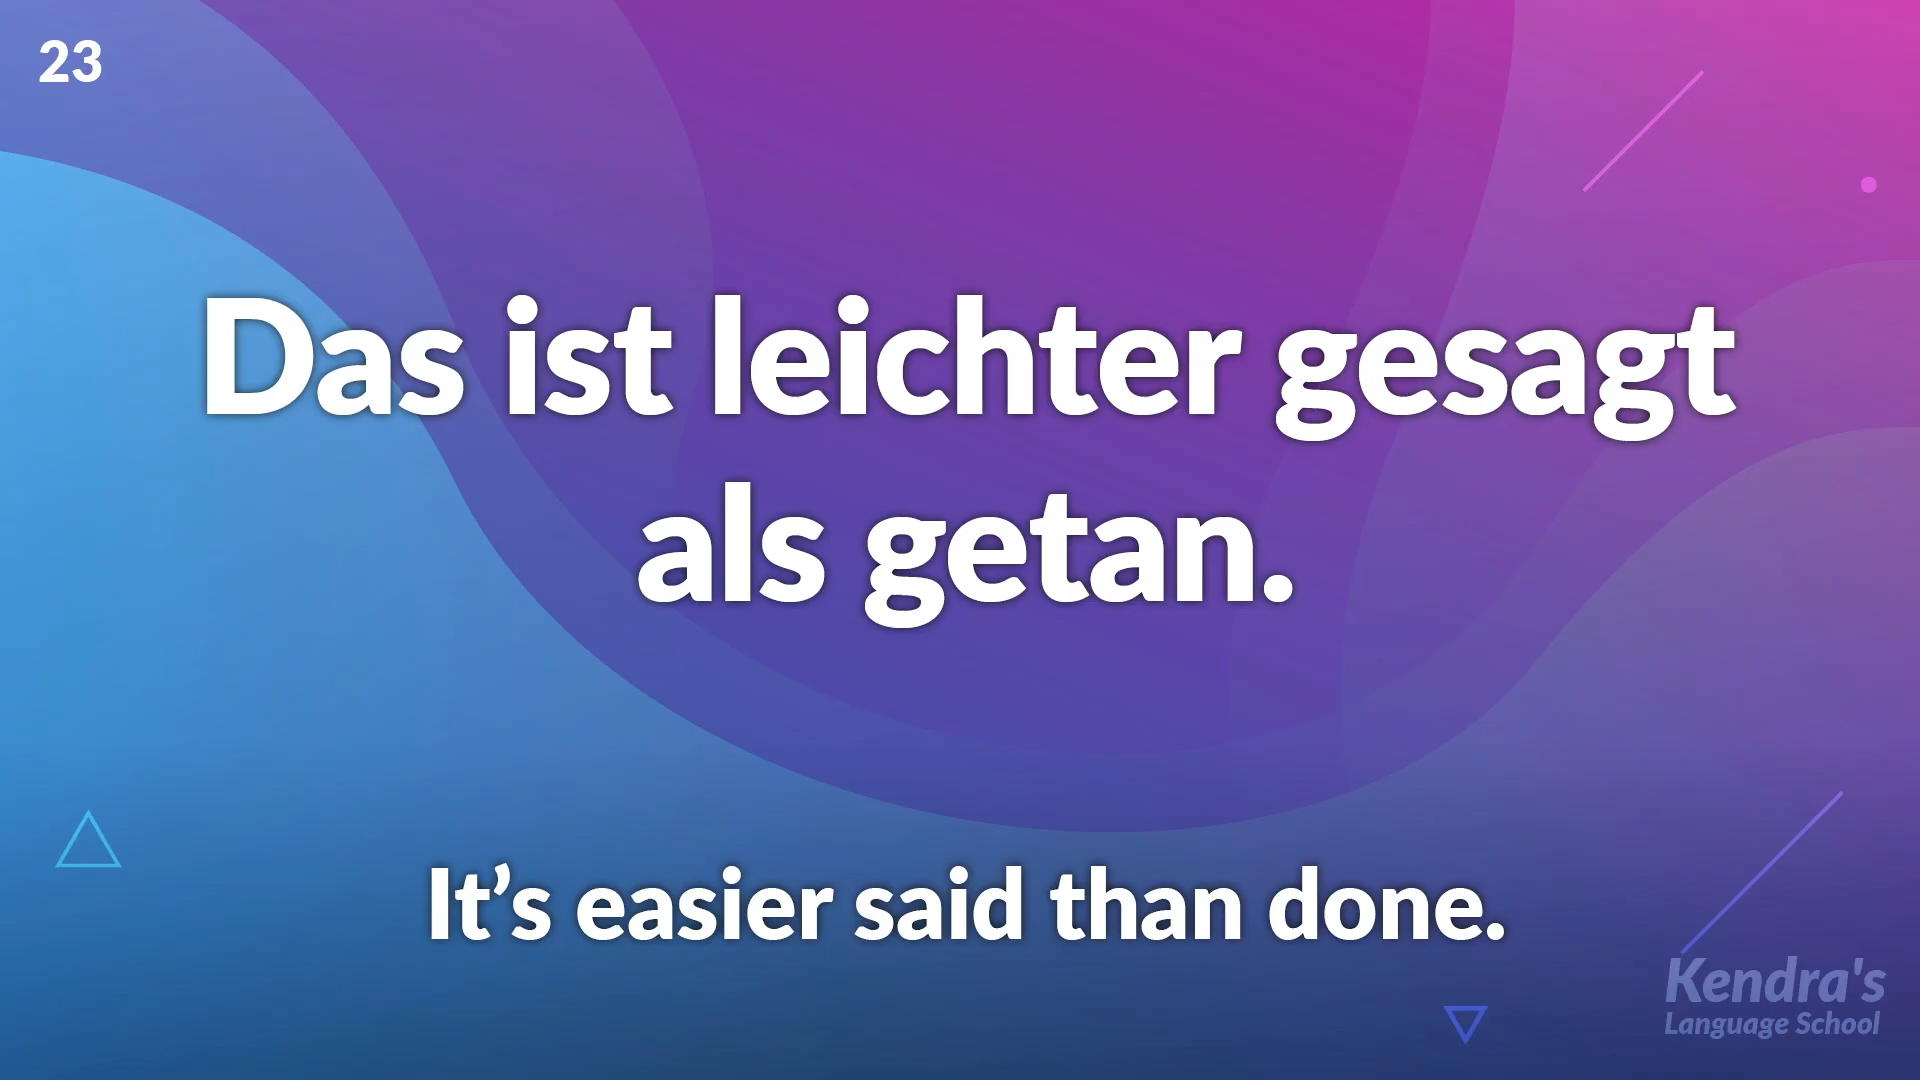 23
Das ist leichter gesagt
als getan.
It’s easier said than done.
Kendra's
Language School